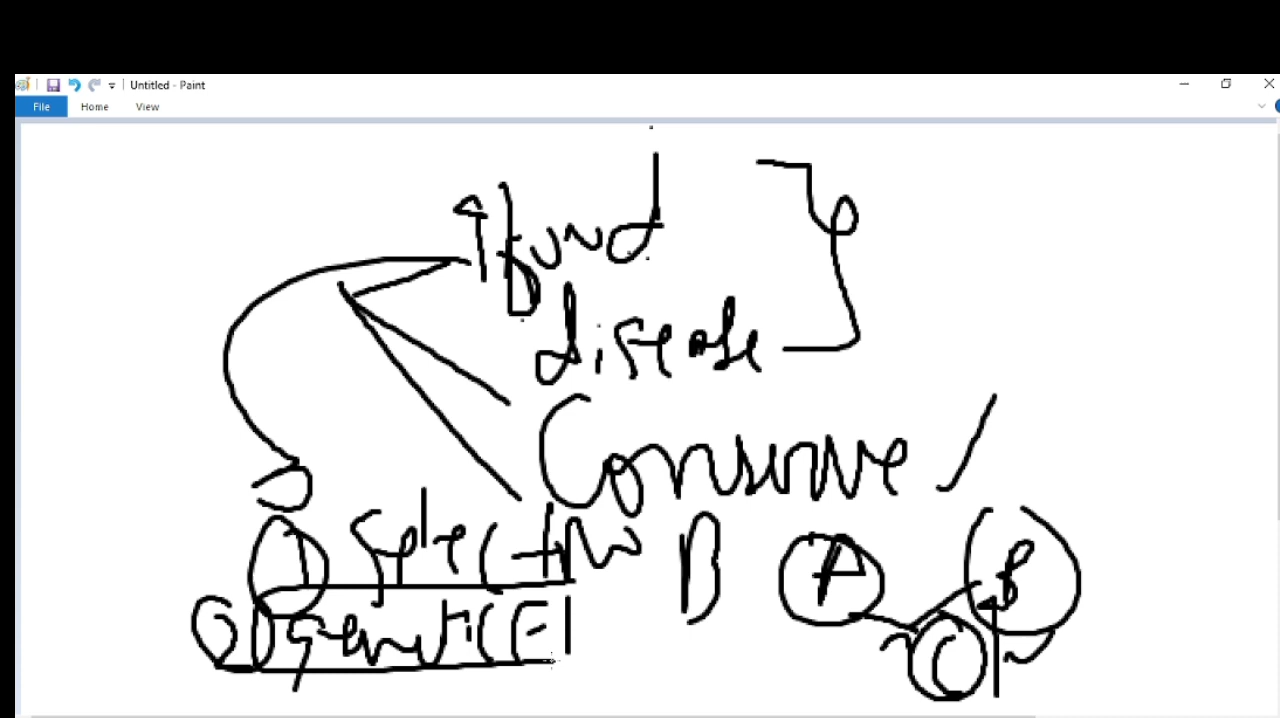 Untitled - Paint
File Home View
fund
disease
Conserve
① Selection B A B
② genetic E C